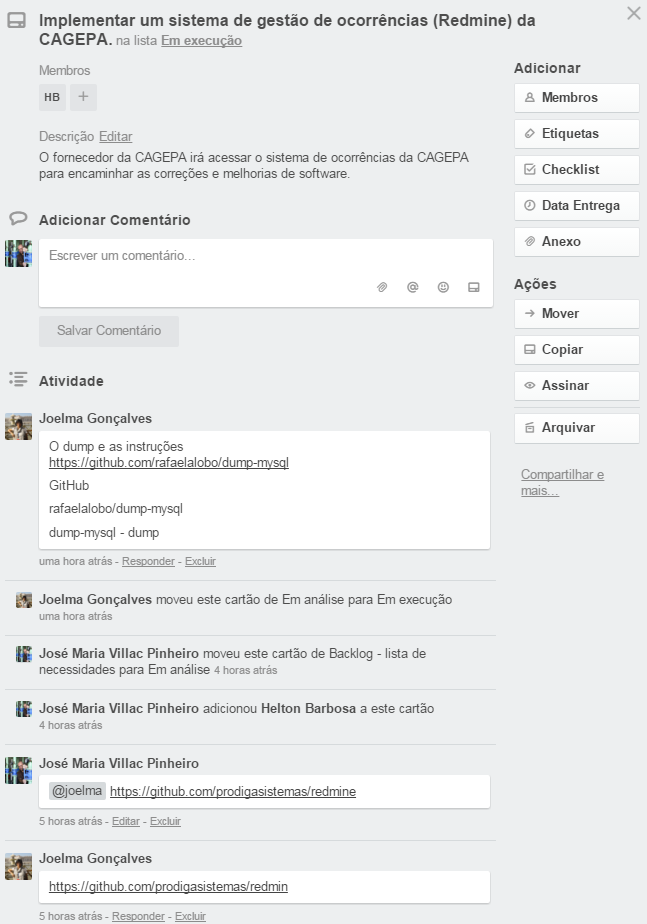 Implementar um sistema de gestão de ocorrências (Redmine) da
CAGEPA. na lista Em execução
Membros
HB +
Descrição Editar
O fornecedor da CAGEPA irá acessar o sistema de ocorrências da CAGEPA
para encaminhar as correções e melhorias de software.
Adicionar Comentário
Escrever um comentário...
Salvar Comentário
Atividade
Joelma Gonçalves
O dump e as instruções
https://github.com/rafaelalobo/dump-mysql
GitHub
rafaelalobo/dump-mysql
dump-mysql - dump
uma hora atrás - Responder - Excluir
Joelma Gonçalves moveu este cartão de Em análise para Em execução
uma hora atrás
José Maria Villac Pinheiro moveu este cartão de Backlog - lista de
necessidades para Em análise 4 horas atrás
José Maria Villac Pinheiro adicionou Helton Barbosa a este cartão
4 horas atrás
José Maria Villac Pinheiro
@joelma https://github.com/prodigasistemas/redmine
5 horas atrás - Editar - Excluir
Joelma Gonçalves
https://github.com/prodigasistemas/redmin
5 horas atrás - Responder - Excluir
Adicionar
Membros
Etiquetas
Checklist
Data Entrega
Anexo
Ações
Mover
Copiar
Assinar
Arquivar
Compartilhar e
mais...